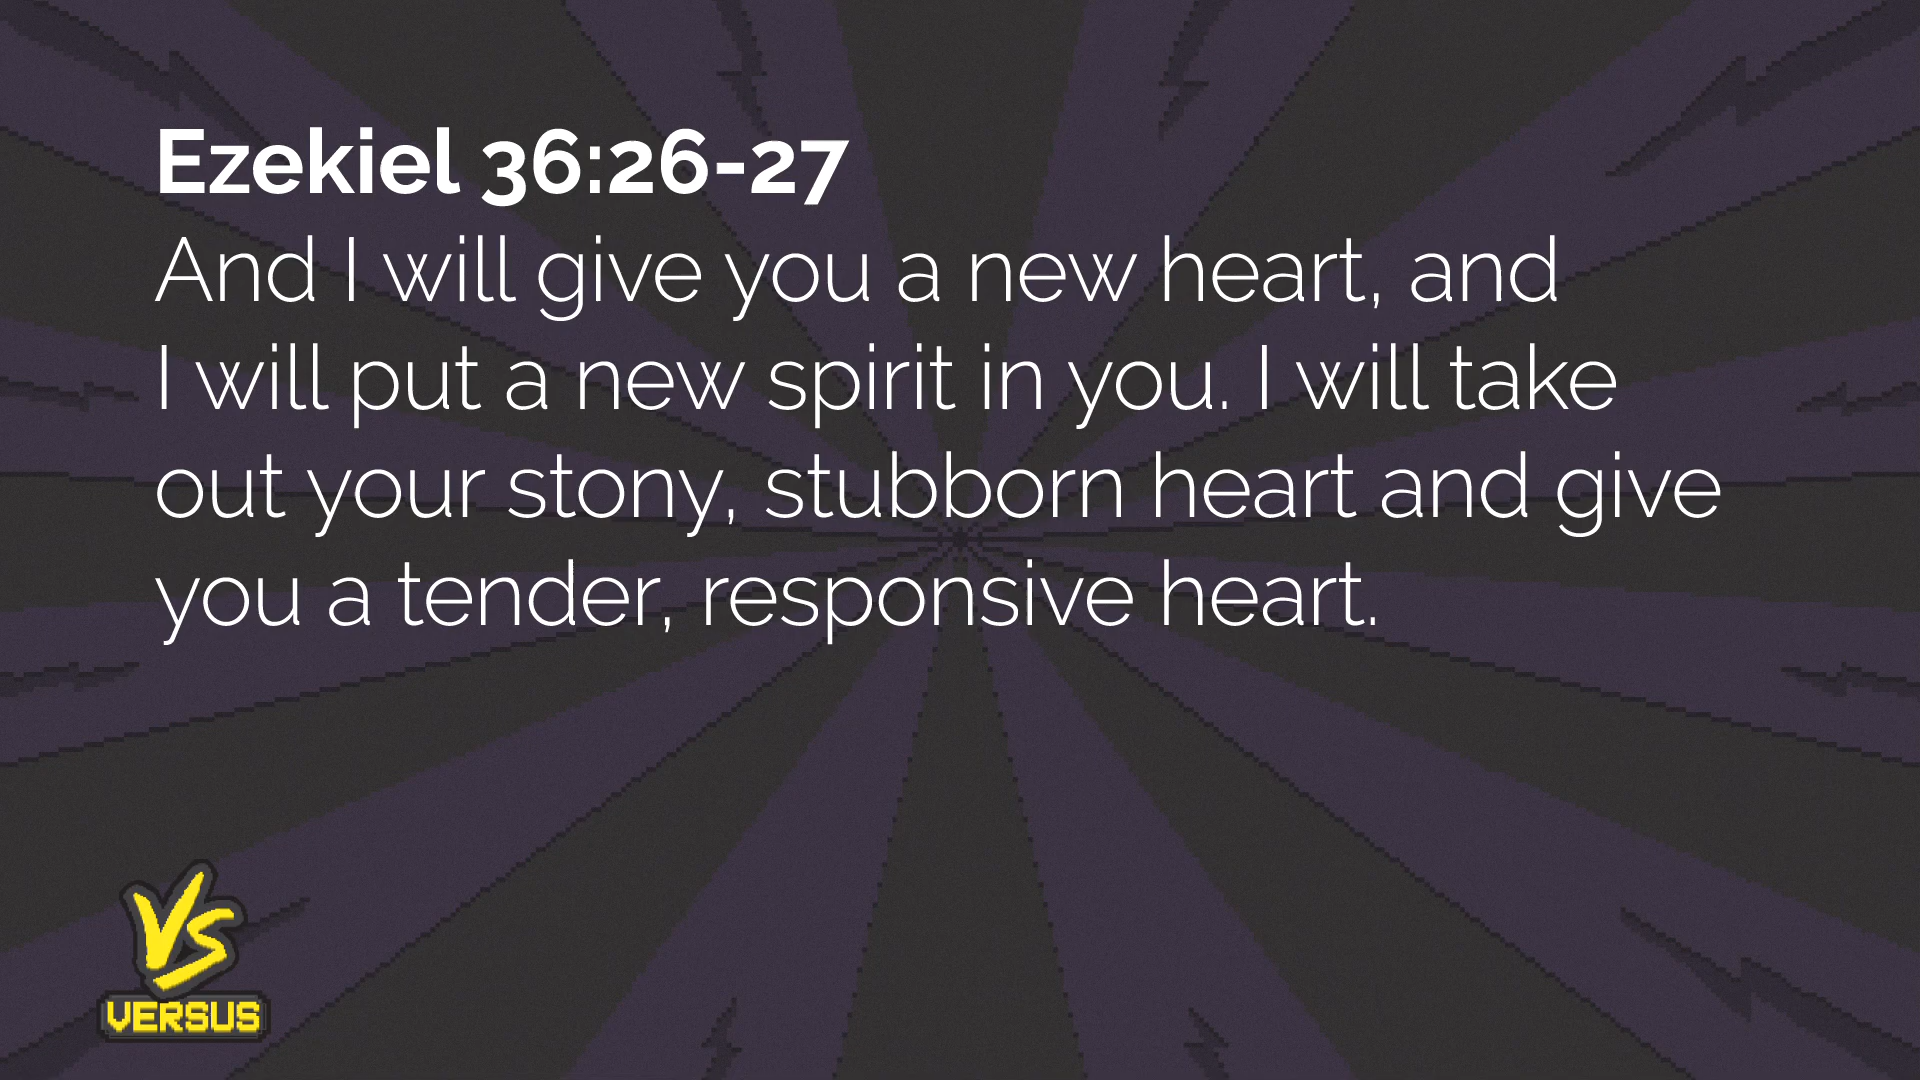 Ezekiel 36:26-27
And I will give you a new heart, and
I will put a new spirit in you. I will take
out your stony, stubborn heart and give
you a tender, responsive heart.
VS
VERSUS